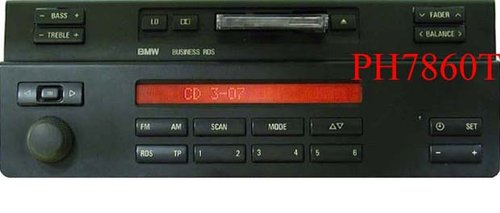 - BASS +
LO
∧ FADER ∨
- TREBLE +
< BALANCE >
BMW BUSINESS RDS
PH7860T
CD 3-07
FM AM
SCAN
MODE
△▽
SET
RDS TP
1 2
3 4
5 6
- +